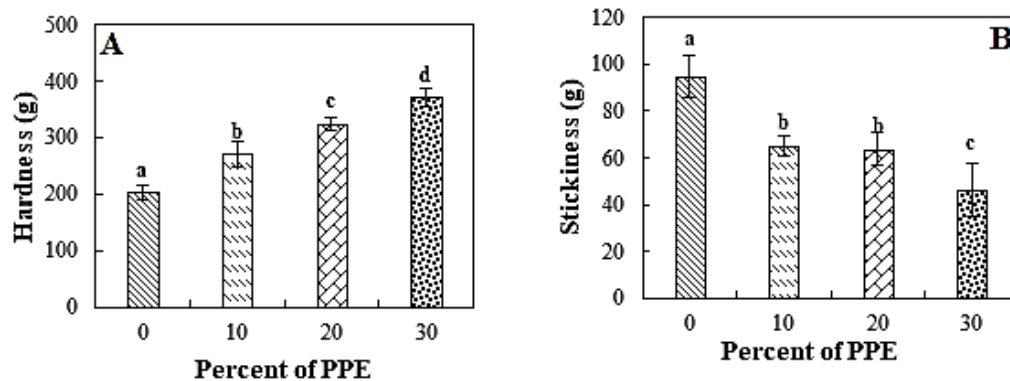 A
Hardness (g)
500
400
300
200
100
0
a
b
c
d
0 10 20 30
Percent of PPE
B
Stickiness (g)
120
100
80
60
40
20
0
a
b
b
c
0 10 20 30
Percent of PPE